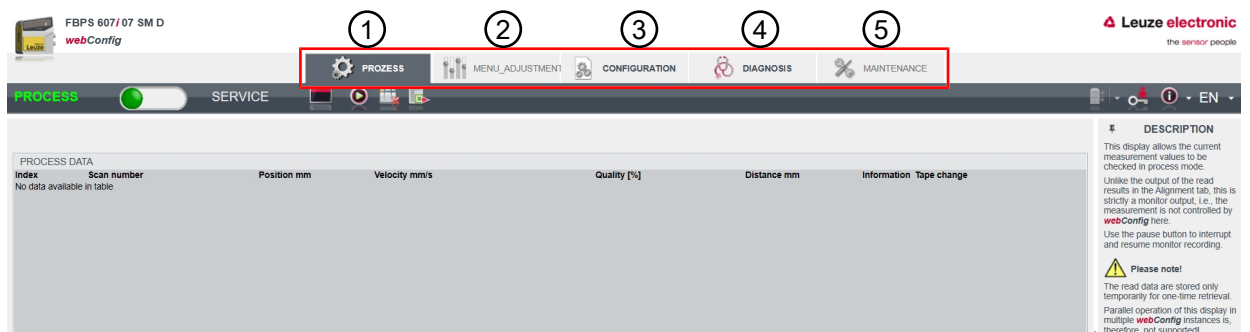 FBPS 607i 07 SM D
webConfig
Leuze
Leuze electronic
the sensor people
1 2 3 4 5
PROZESS MENU_ADJUSTMENT CONFIGURATION DIAGNOSIS MAINTENANCE
PROCESS SERVICE EN
PROCESS DATA
Index Scan number Position mm Velocity mm/s Quality [%] Distance mm Information Tape change
No data available in table
DESCRIPTION
This display allows the current
measurement values to be
checked in process mode.
Unlike the output of the read
results in the Alignment tab, this is
strictly a monitor output, i.e., the
measurement is not controlled by
webConfig here.
Use the pause button to interrupt
and resume monitor recording.
Please note!
The read data are stored only
temporarily for one-time retrieval.
Parallel operation of this display in
multiple webConfig instances is,
therefore, not supported!